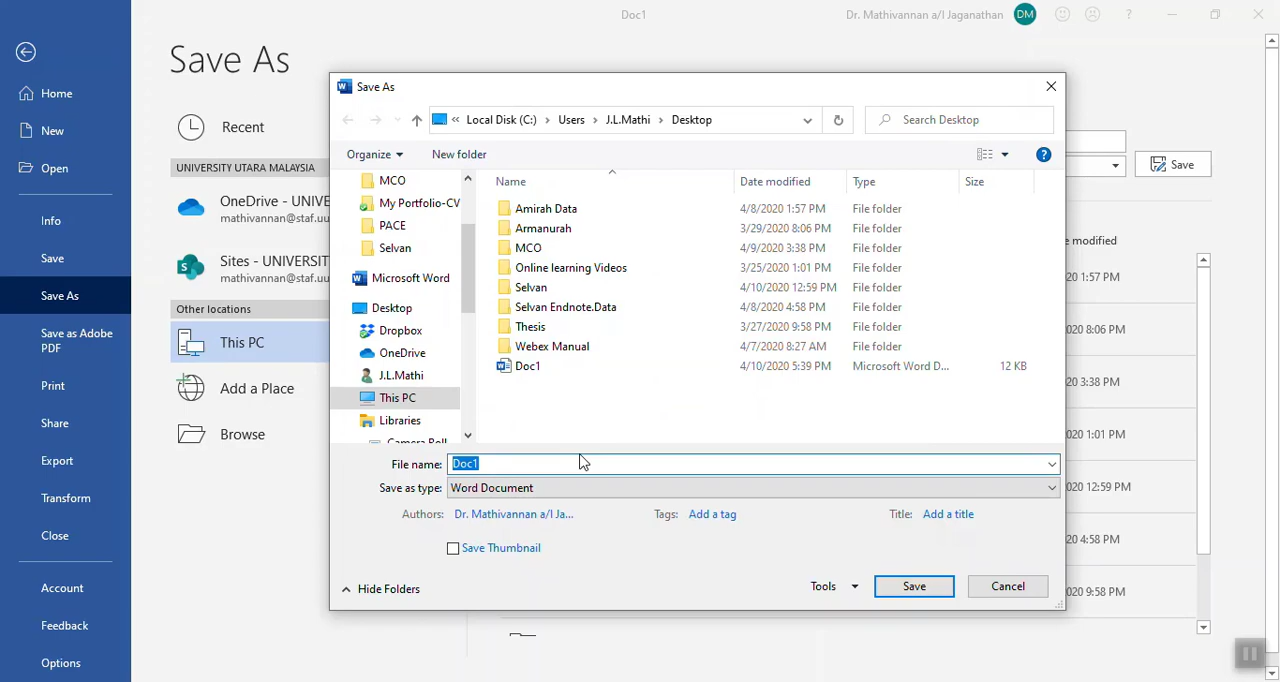 Doc1
Dr. Mathivannan a/l Jaganathan
DM
?
Save As
Home
New
Open
Info
Save
Save As
Save as Adobe
PDF
Print
Share
Export
Transform
Close
Account
Feedback
Options
Recent
UNIVERSITY UTARA MALAYSIA
OneDrive - UNIVE
mathivannan@staf.uu
Sites - UNIVERSIT
mathivannan@staf.uu
Other locations
This PC
Add a Place
Browse
Save As
« Local Disk (C:) › Users › J.L.Mathi › Desktop
Search Desktop
Organize
New folder
?
MCO
My Portfolio-CV
PACE
Selvan
Microsoft Word
Desktop
Dropbox
OneDrive
J.L.Mathi
This PC
Libraries
Camera Roll
Name Date modified Type Size
Amirah Data 4/8/2020 1:57 PM File folder
Armanurah 3/29/2020 8:06 PM File folder
MCO 4/9/2020 3:38 PM File folder
Online learning Videos 3/25/2020 1:01 PM File folder
Selvan 4/10/2020 12:59 PM File folder
Selvan Endnote.Data 4/8/2020 4:58 PM File folder
Thesis 3/27/2020 9:58 PM File folder
Webex Manual 4/7/2020 8:27 AM File folder
Doc1 4/10/2020 5:39 PM Microsoft Word D... 12 KB
File name: Doc1
Save as type: Word Document
Authors: Dr. Mathivannan a/l Ja...
Tags: Add a tag
Title: Add a title
Save Thumbnail
Hide Folders
Tools
Save
Cancel
Save
e modified
20 1:57 PM
20 8:06 PM
20 3:38 PM
20 1:01 PM
20 12:59 PM
20 4:58 PM
20 9:58 PM